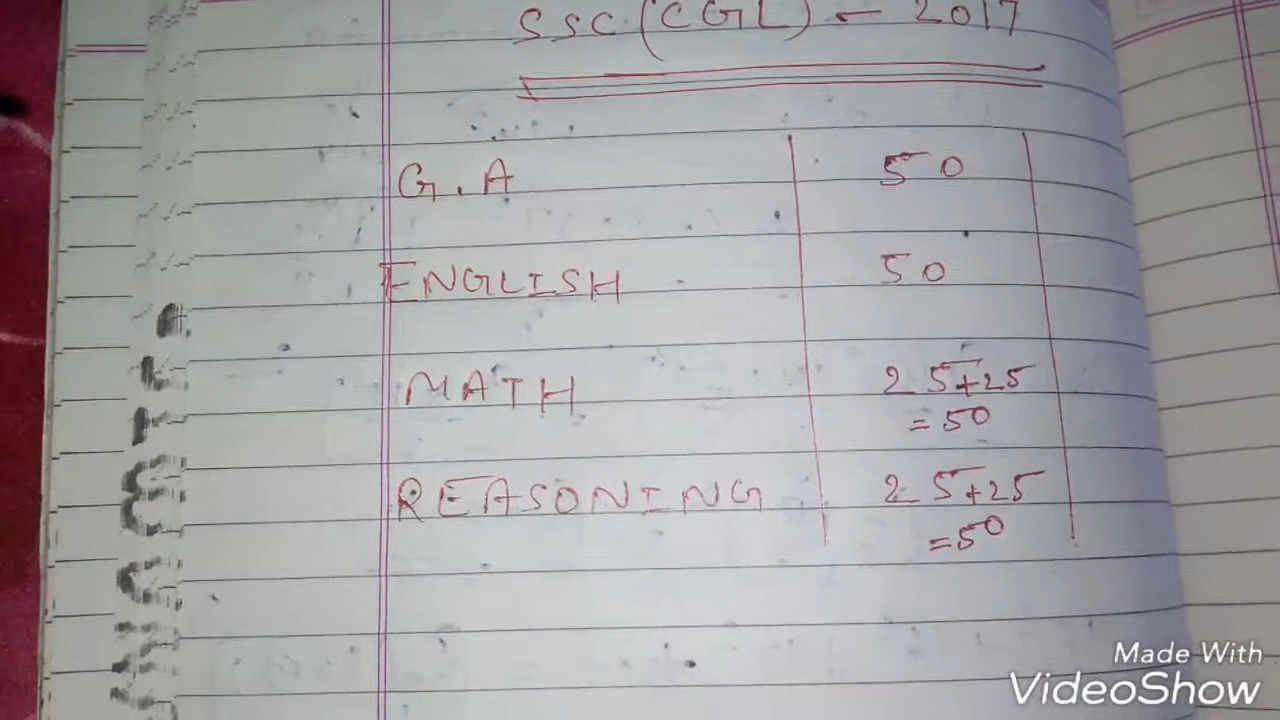 SSC (CGL) - 2017
G.A 50
ENGLISH 50
MATH 25+25
=50
REASONING 25+25
=50
Made With
VideoShow